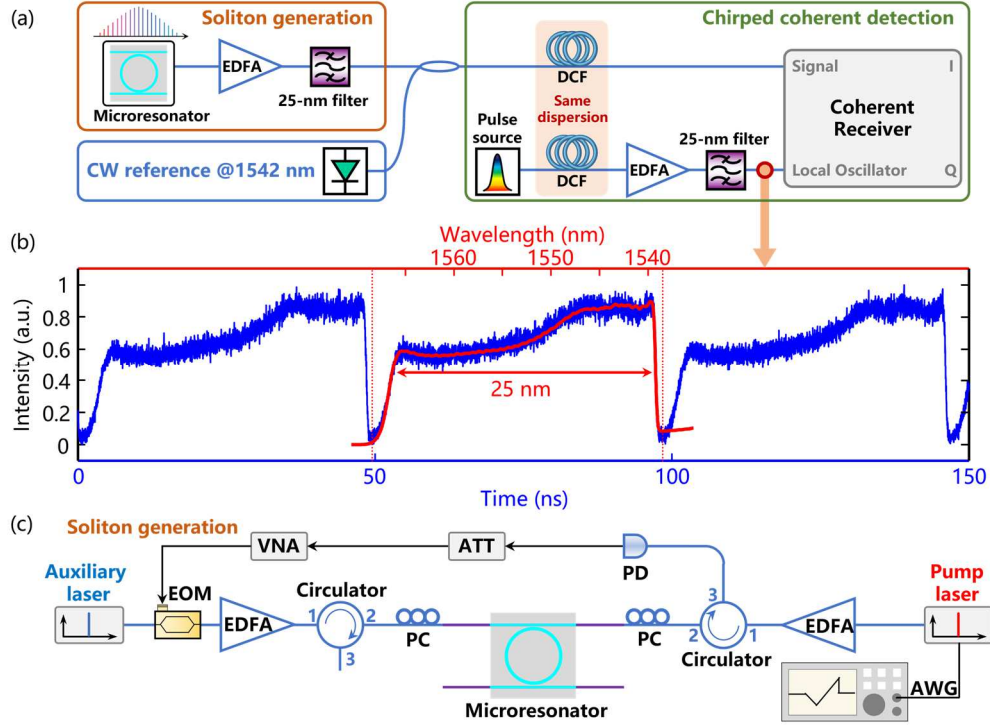 (a)
Soliton generation
Chirped coherent detection
EDFA
25-nm filter
Microresonator
CW reference @1542 nm
DCF
Same
dispersion
Pulse
source
DCF
EDFA
25-nm filter
Signal
I
Coherent
Receiver
Local Oscillator
Q
(b)
Wavelength (nm)
1560
1550
1540
Intensity (a.u.)
1
0.8
0.6
0.4
0.2
0
25 nm
0
50
100
150
Time (ns)
(c)
Soliton generation
VNA
ATT
PD
Auxiliary
laser
EOM
EDFA
Circulator
1
2
3
PC
Microresonator
PC
3
2
1
Circulator
EDFA
Pump
laser
AWG